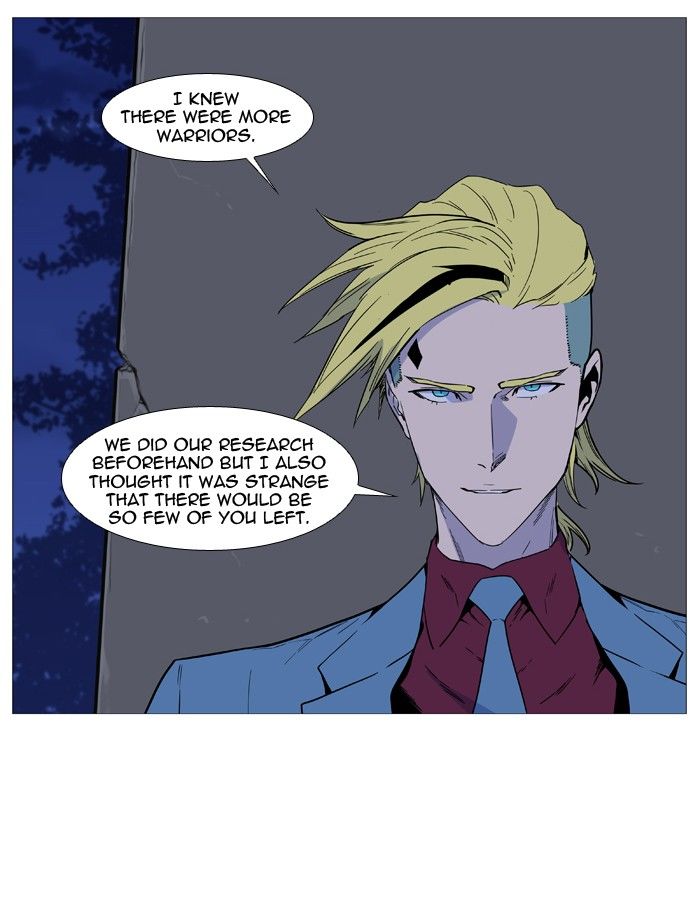 I KNEW
THERE WERE MORE
WARRIORS.
WE DID OUR RESEARCH
BEFOREHAND BUT I ALSO
THOUGHT IT WAS STRANGE
THAT THERE WOULD BE
SO FEW OF YOU LEFT.